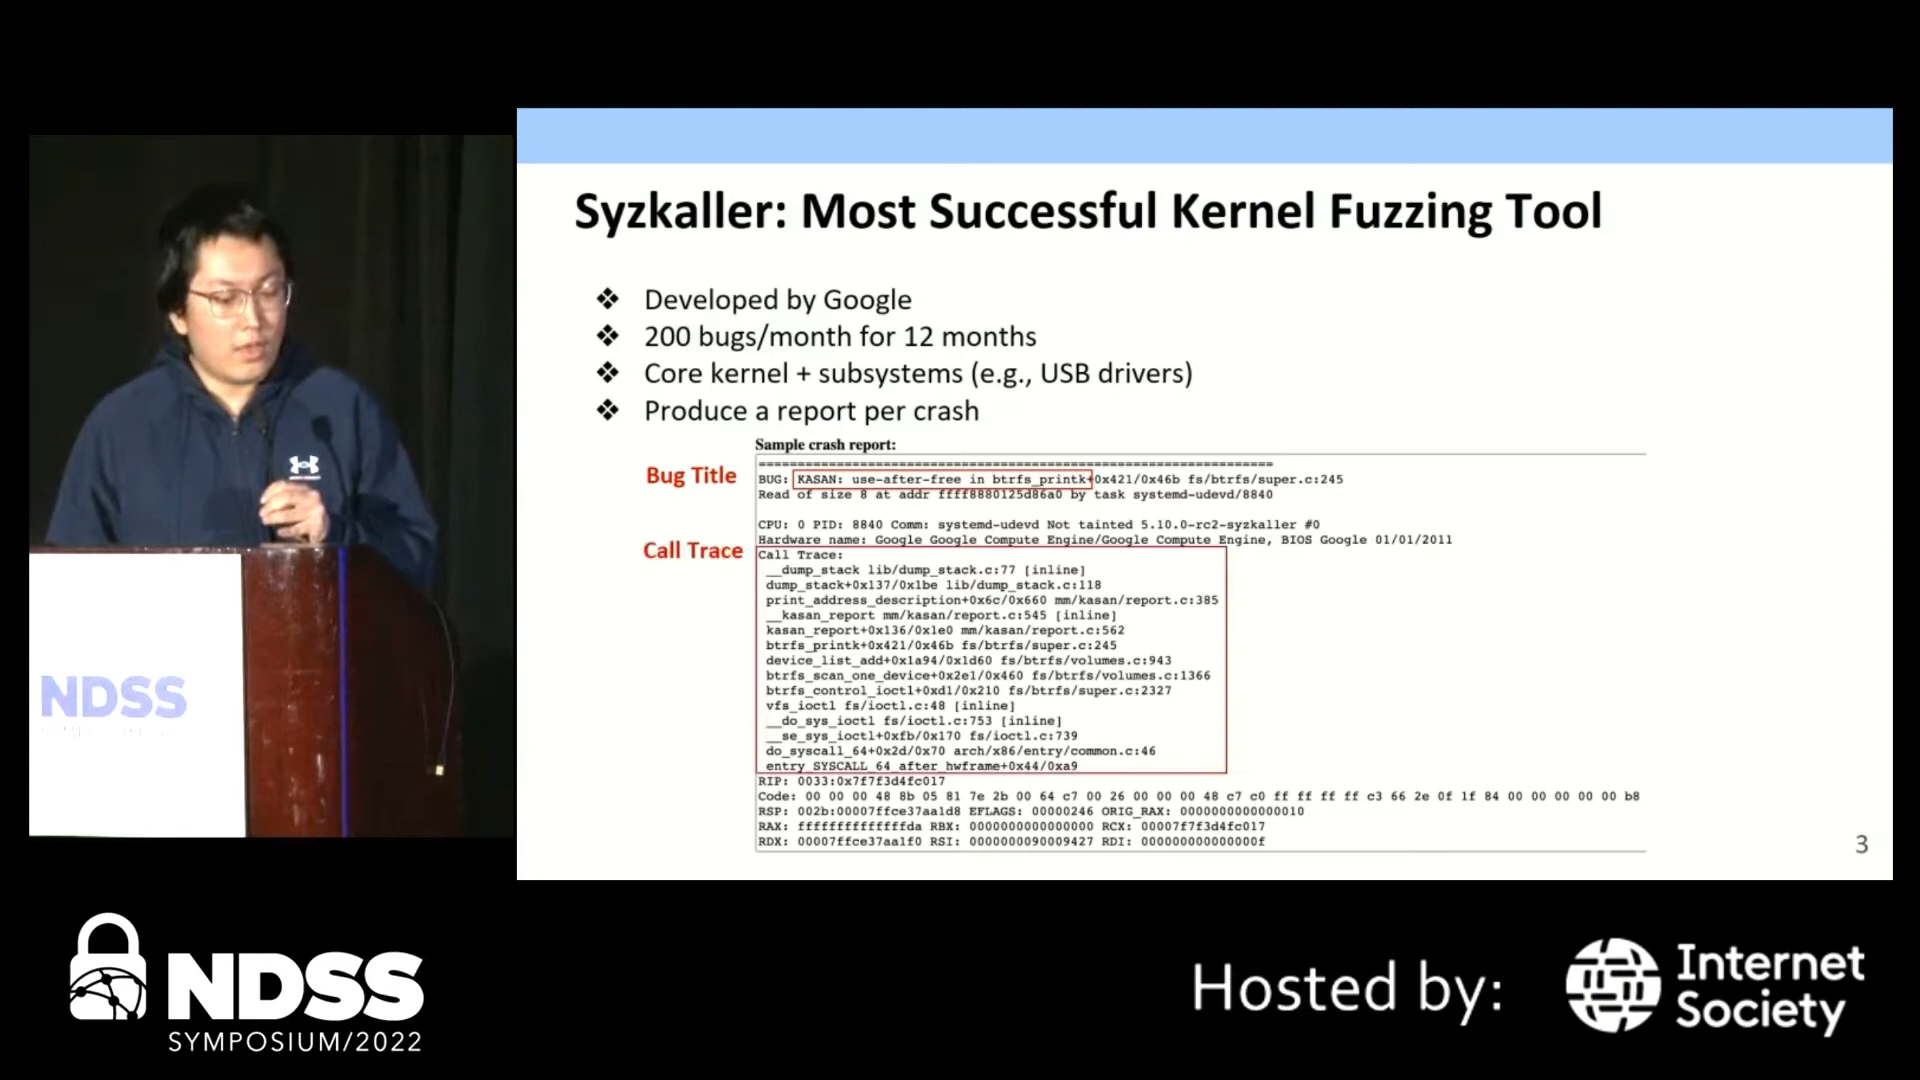 Syzkaller: Most Successful Kernel Fuzzing Tool
❖ Developed by Google
❖ 200 bugs/month for 12 months
❖ Core kernel + subsystems (e.g., USB drivers)
❖ Produce a report per crash
Sample crash report:
==================================================================
Bug Title
BUG: KASAN: use-after-free in btrfs_printk+0x421/0x46b fs/btrfs/super.c:245
Read of size 8 at addr ffff8880125d86a0 by task systemd-udevd/8840
CPU: 0 PID: 8840 Comm: systemd-udevd Not tainted 5.10.0-rc2-syzkaller #0
Hardware name: Google Google Compute Engine/Google Compute Engine, BIOS Google 01/01/2011
Call Trace
Call Trace:
__dump_stack lib/dump_stack.c:77 [inline]
dump_stack+0x137/0x1be lib/dump_stack.c:118
print_address_description+0x6c/0x660 mm/kasan/report.c:385
__kasan_report mm/kasan/report.c:545 [inline]
kasan_report+0x136/0x1e0 mm/kasan/report.c:562
btrfs_printk+0x421/0x46b fs/btrfs/super.c:245
device_list_add+0x1a94/0x1d60 fs/btrfs/volumes.c:943
btrfs_scan_one_device+0x2e1/0x460 fs/btrfs/volumes.c:1366
btrfs_control_ioctl+0xd1/0x210 fs/btrfs/super.c:2327
vfs_ioctl fs/ioctl.c:48 [inline]
__do_sys_ioctl fs/ioctl.c:753 [inline]
__se_sys_ioctl+0xfb/0x170 fs/ioctl.c:739
do_syscall_64+0x2d/0x70 arch/x86/entry/common.c:46
entry_SYSCALL_64_after_hwframe+0x44/0xa9
RIP: 0033:0x7f7f3d4fc017
Code: 00 00 00 48 8b 05 81 7e 2b 00 64 c7 00 26 00 00 00 48 c7 c0 ff ff ff ff c3 66 2e 0f 1f 84 00 00 00 00 00 b8
RSP: 002b:00007ffce37aa1d8 EFLAGS: 00000246 ORIG_RAX: 0000000000000010
RAX: ffffffffffffffda RBX: 0000000000000000 RCX: 00007f7f3d4fc017
RDX: 00007ffce37aa1f0 RSI: 0000000090009427 RDI: 000000000000000f
3
NDSS
NDSS
SYMPOSIUM/2022
Hosted by:
Internet
Society